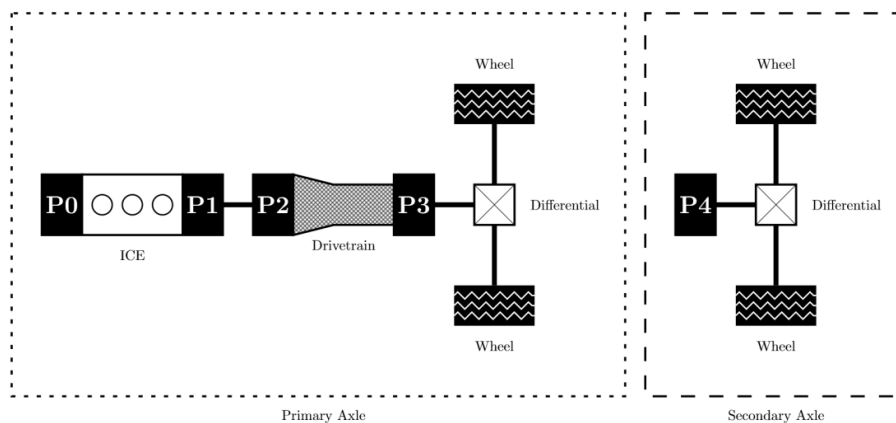 Wheel
Wheel
P0
P1
P2
P3
Differential
P4
Differential
ICE
Drivetrain
Wheel
Wheel
Primary Axle
Secondary Axle